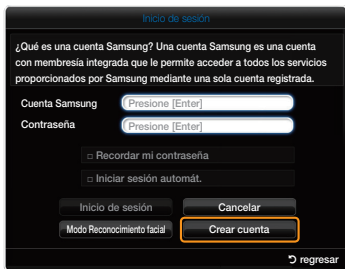 Inicio de sesión
¿Qué es una cuenta Samsung? Una cuenta Samsung es una cuenta
con membresía integrada que le permite acceder a todos los servicios
proporcionados por Samsung mediante una sola cuenta registrada.
Cuenta Samsung [Presione [Enter]
Contraseña [Presione [Enter]
□ Recordar mi contraseña
□ Iniciar sesión automát.
Inicio de sesión Cancelar
Modo Reconocimiento facial Crear cuenta
regresar